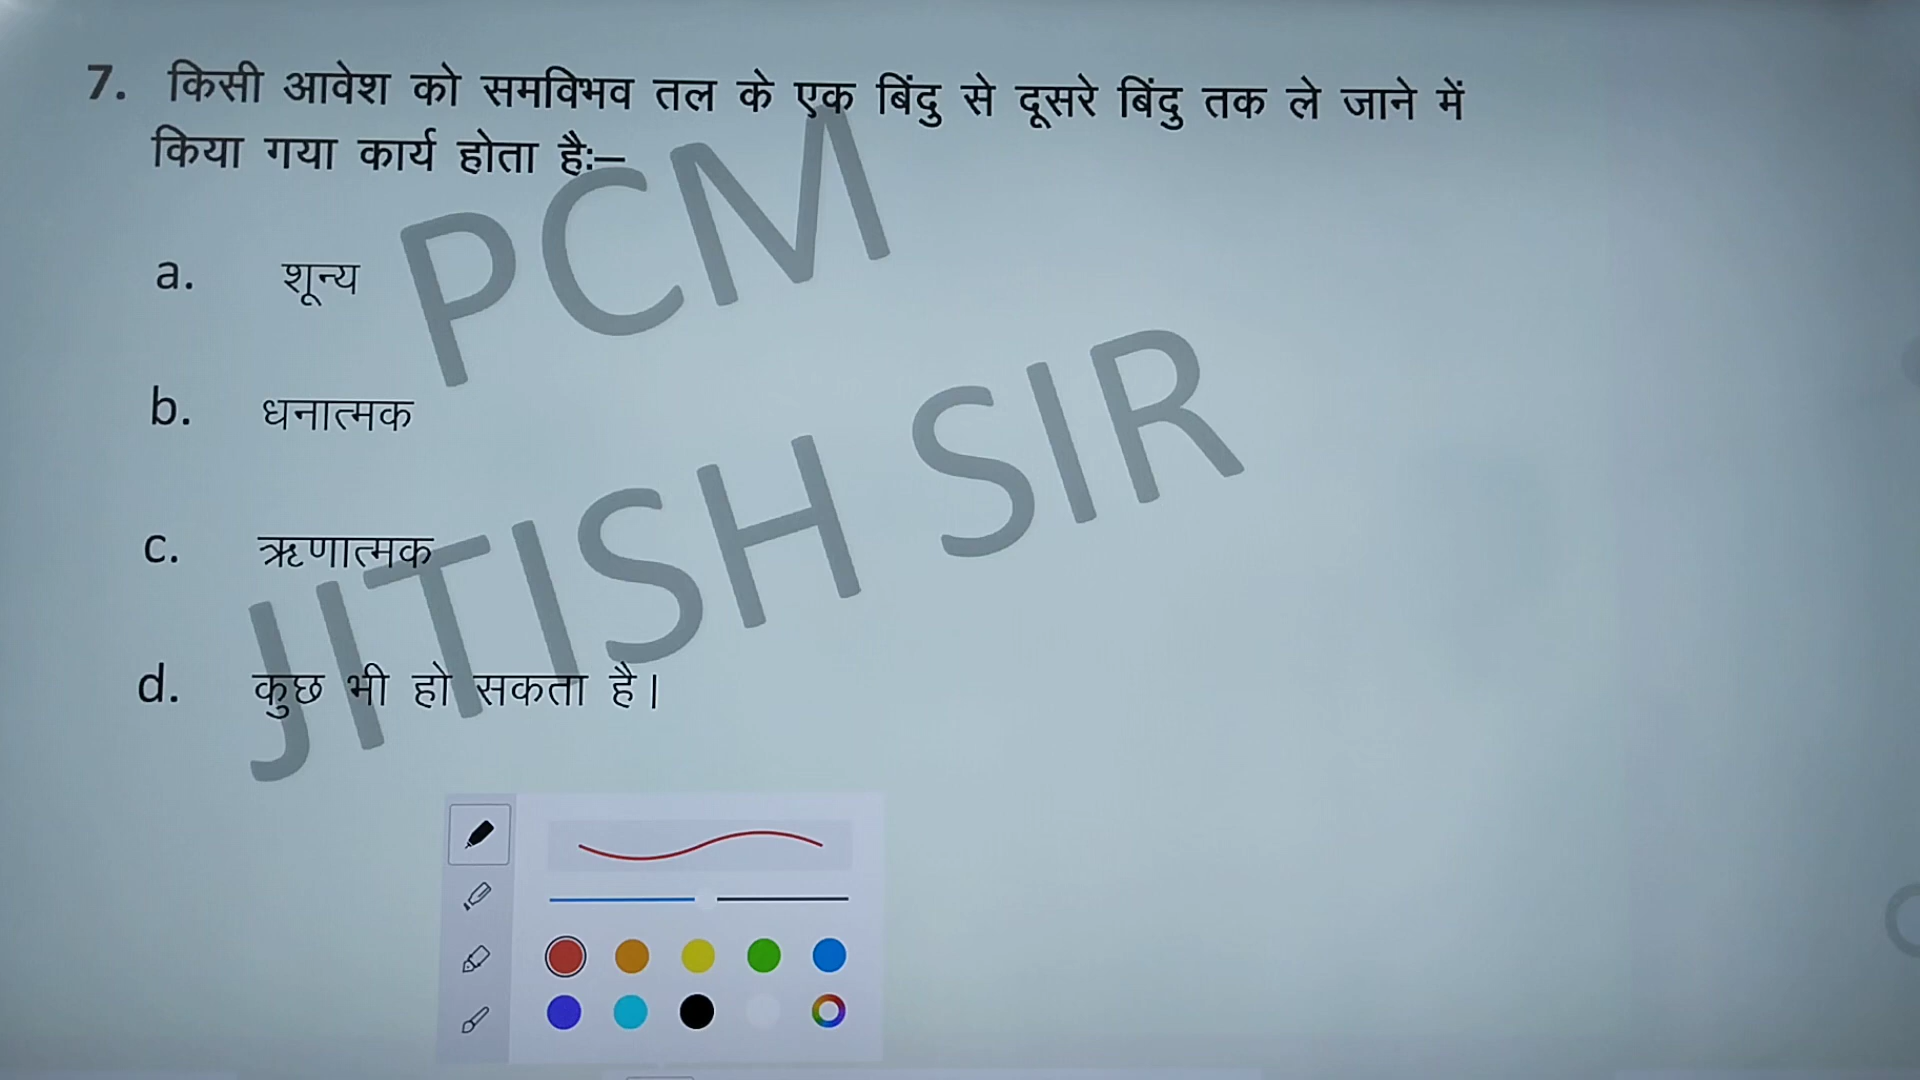 7. किसी आवेश को समविभव तल के एक बिंदु से दूसरे बिंदु तक ले जाने में
किया गया कार्य होता है:–
a. शून्य
b. धनात्मक
c. ऋणात्मक
d. कुछ भी हो सकता है।
PCM
JITISH SIR